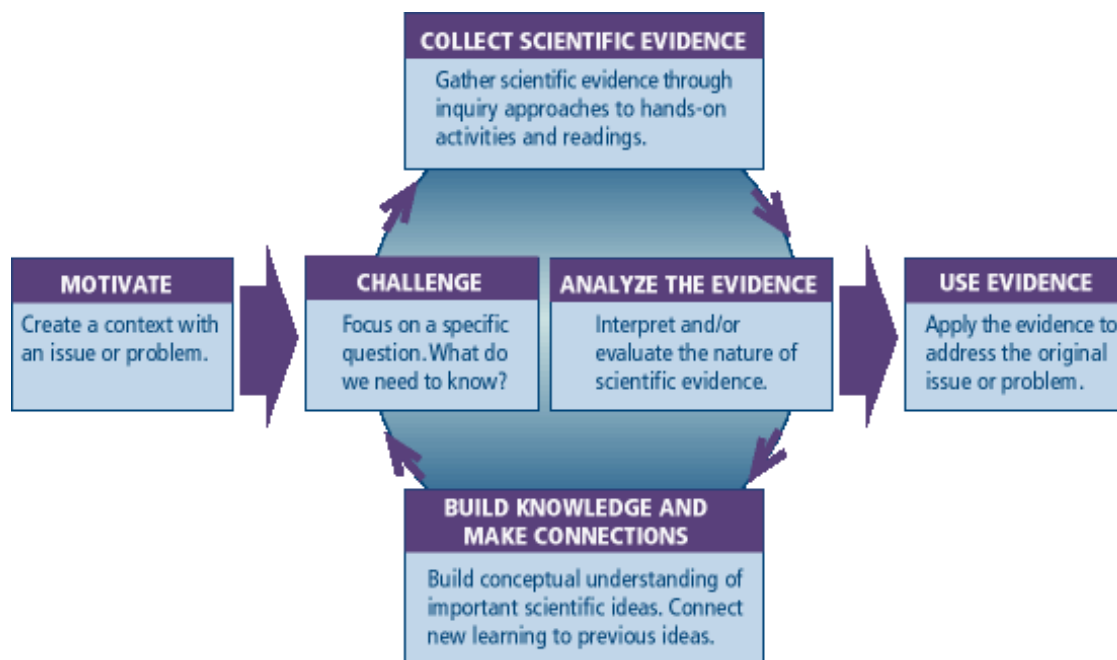 COLLECT SCIENTIFIC EVIDENCE
Gather scientific evidence through
inquiry approaches to hands-on
activities and readings.
MOTIVATE
Create a context with
an issue or problem.
CHALLENGE
Focus on a specific
question. What do
we need to know?
ANALYZE THE EVIDENCE
Interpret and/or
evaluate the nature of
scientific evidence.
USE EVIDENCE
Apply the evidence to
address the original
issue or problem.
BUILD KNOWLEDGE AND
MAKE CONNECTIONS
Build conceptual understanding of
important scientific ideas. Connect
new learning to previous ideas.